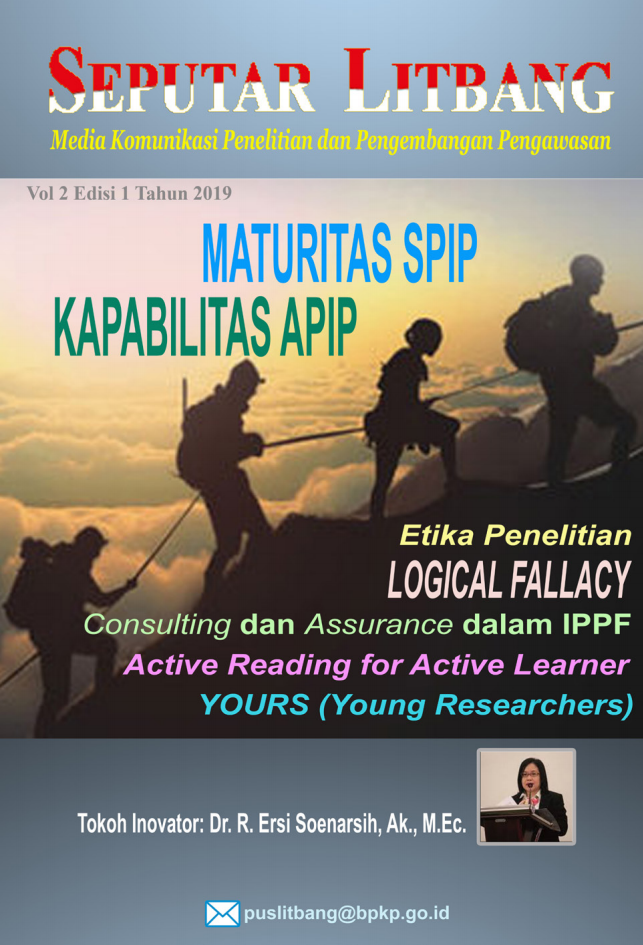 SEPUTAR LITBANG
Media Komunikasi Penelitian dan Pengembangan Pengawasan
Vol 2 Edisi 1 Tahun 2019
MATURITAS SPIP
KAPABILITAS APIP
Etika Penelitian
LOGICAL FALLACY
Consulting dan Assurance dalam IPPF
Active Reading for Active Learner
YOURS (Young Researchers)
Tokoh Inovator: Dr. R. Ersi Soenarsih, Ak., M.Ec.
puslitbang@bpkp.go.id